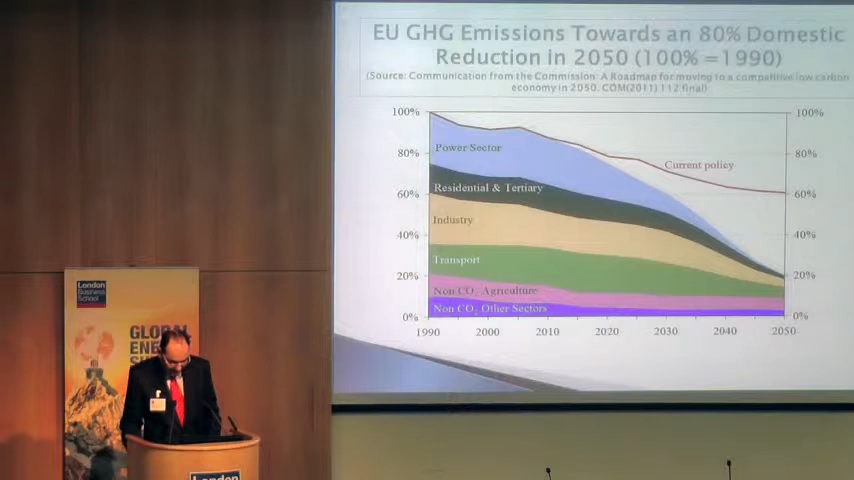 EU GHG Emissions Towards an 80% Domestic
Reduction in 2050 (100% =1990)
(Source: Communication from the Commission: A Roadmap for moving to a competitive low carbon
economy in 2050. COM(2011) 112 final)
100%
80%
60%
40%
20%
0%
Power Sector
Residential & Tertiary
Industry
Transport
Non CO₂ Agriculture
Non CO₂ Other Sectors
Current policy
100%
80%
60%
40%
20%
0%
1990
2000
2010
2020
2030
2040
2050
London
Business
School
GLOBAL
London